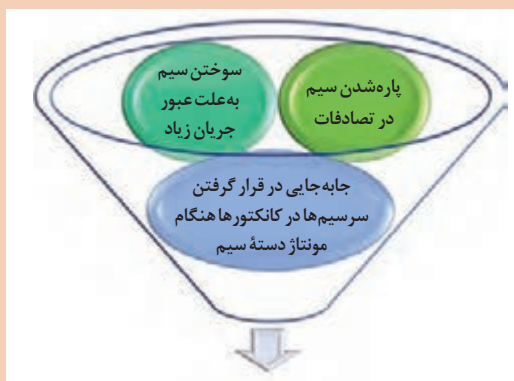 پاره‌شدن سیم
در تصادفات
سوختن سیم
به‌علت عبور
جریان زیاد
جابه‌جایی در قرار گرفتن
سرسیم‌ها در کانکتورها هنگام
مونتاژ دستهٔ سیم